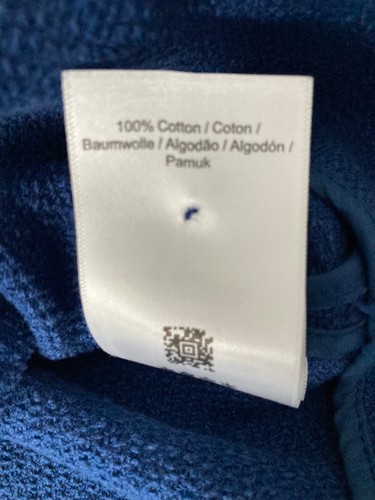 100% Cotton / Coton /
Baumwolle / Algodão / Algodón /
Pamuk